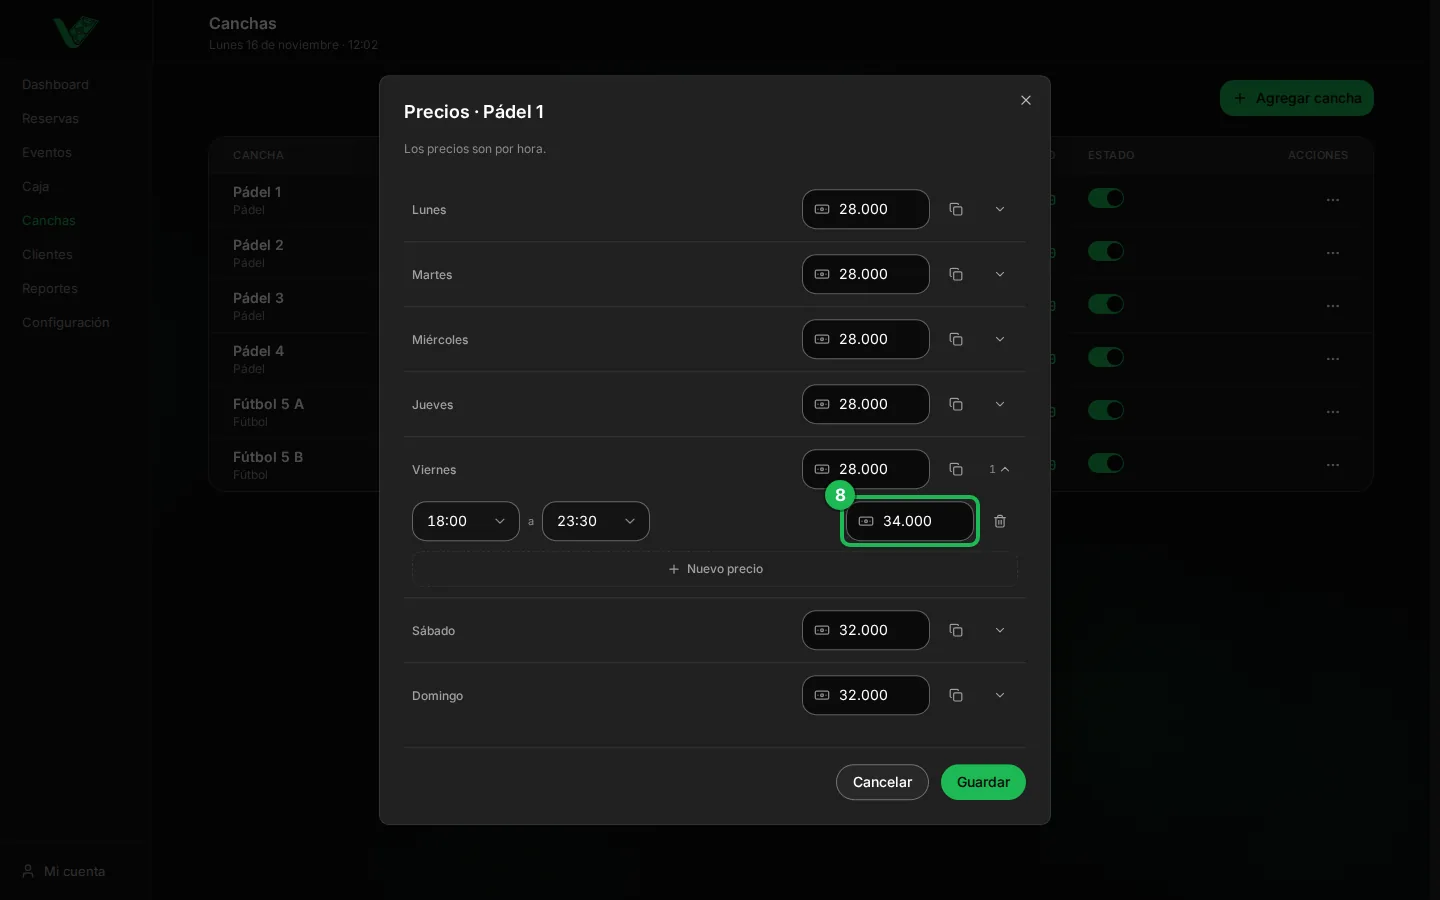 Canchas
Lunes 16 de noviembre · 12:02
Dashboard
Reservas
Eventos
Caja
Canchas
Clientes
Reportes
Configuración
Mi cuenta
+ Agregar cancha
CANCHA
ESTADO
ACCIONES
Pádel 1
Pádel
Pádel 2
Pádel
Pádel 3
Pádel
Pádel 4
Pádel
Fútbol 5 A
Fútbol
Fútbol 5 B
Fútbol
Precios · Pádel 1
Los precios son por hora.
Lunes 28.000
Martes 28.000
Miércoles 28.000
Jueves 28.000
Viernes 28.000 1
8
18:00 a 23:30 34.000
+ Nuevo precio
Sábado 32.000
Domingo 32.000
Cancelar Guardar